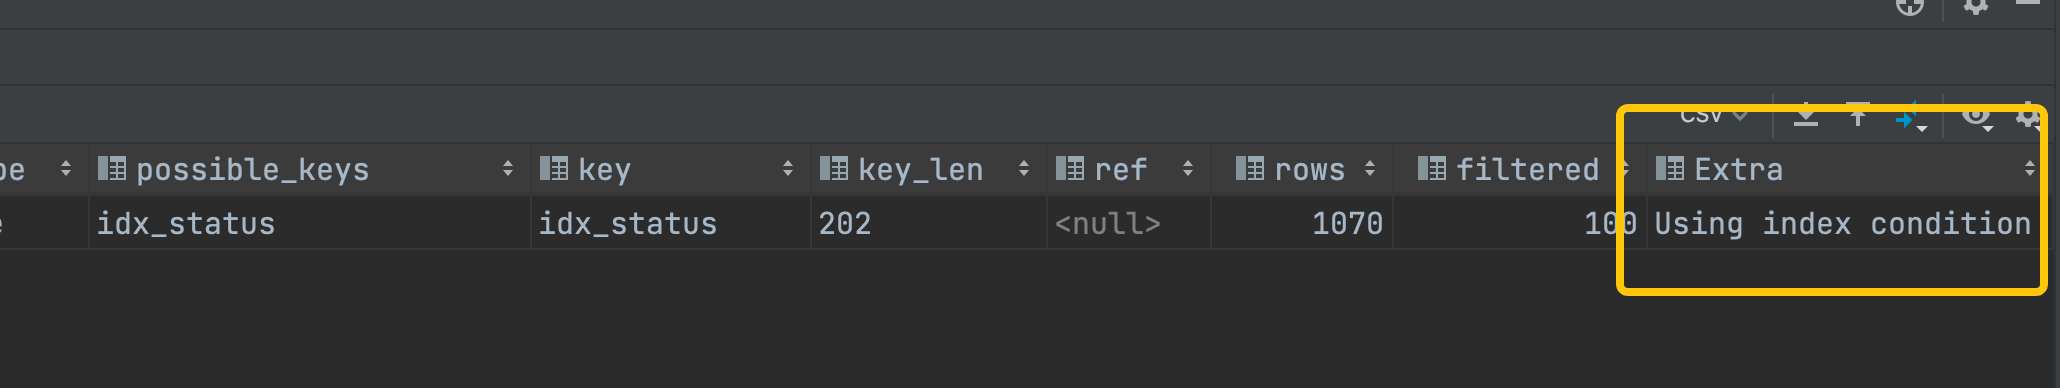 CSV
pe possible_keys key key_len ref rows filtered Extra
e idx_status idx_status 202 <null> 1070 100 Using index condition